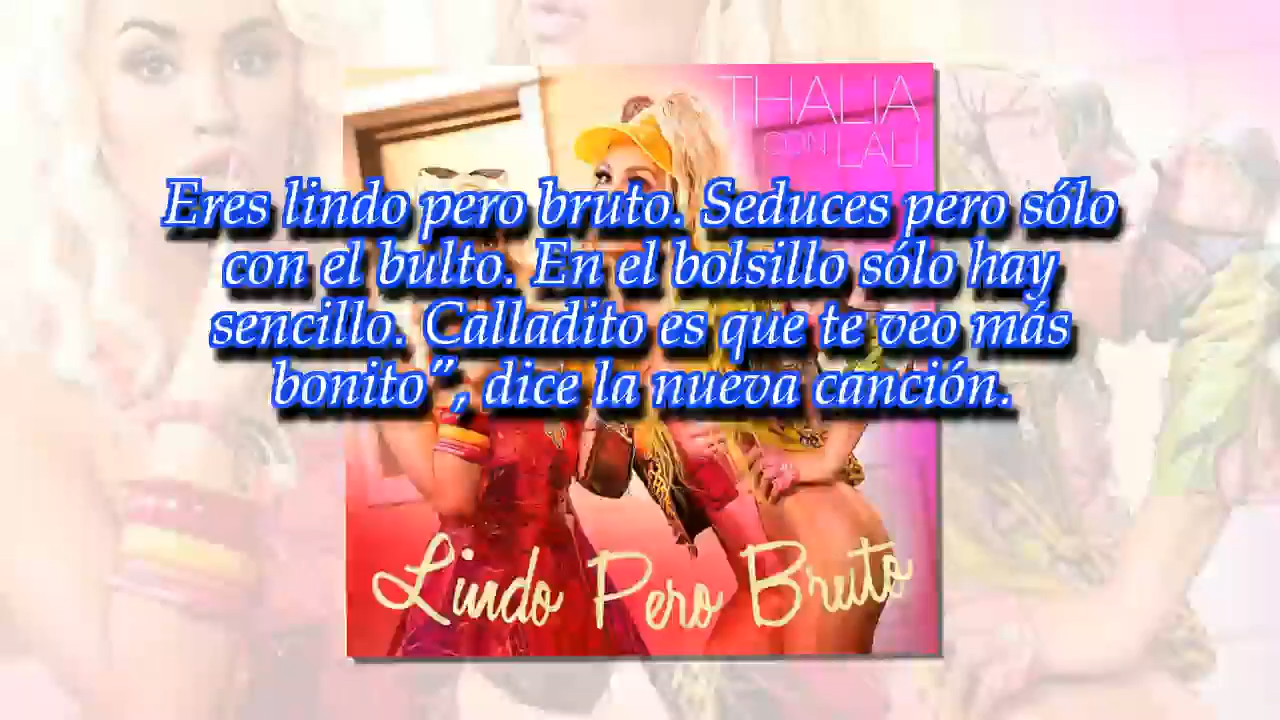 THALIA
CON LALI
Eres lindo pero bruto. Seduces pero sólo
con el bulto. En el bolsillo sólo hay
sencillo. Calladito es que te veo más
bonito”, dice la nueva canción.
Lindo Pero Bruto